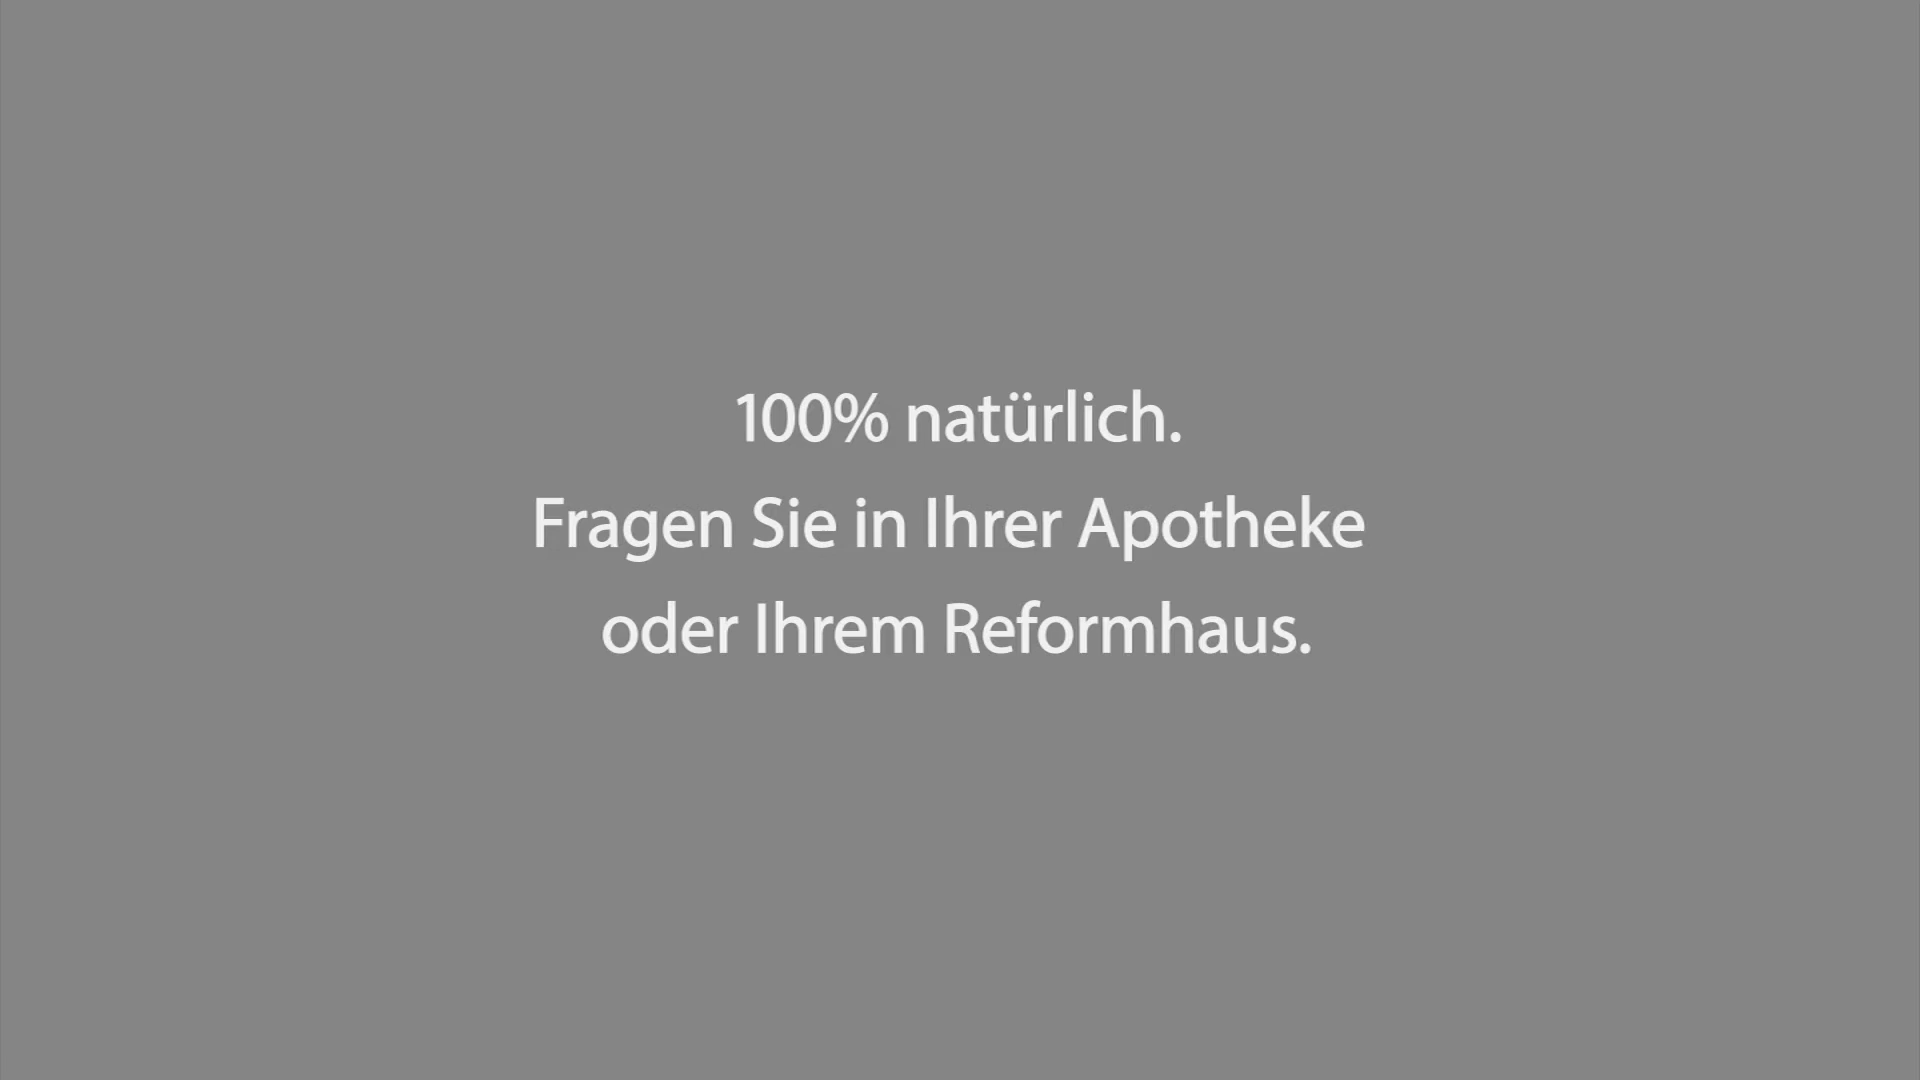 100% natürlich.
Fragen Sie in Ihrer Apotheke
oder Ihrem Reformhaus.